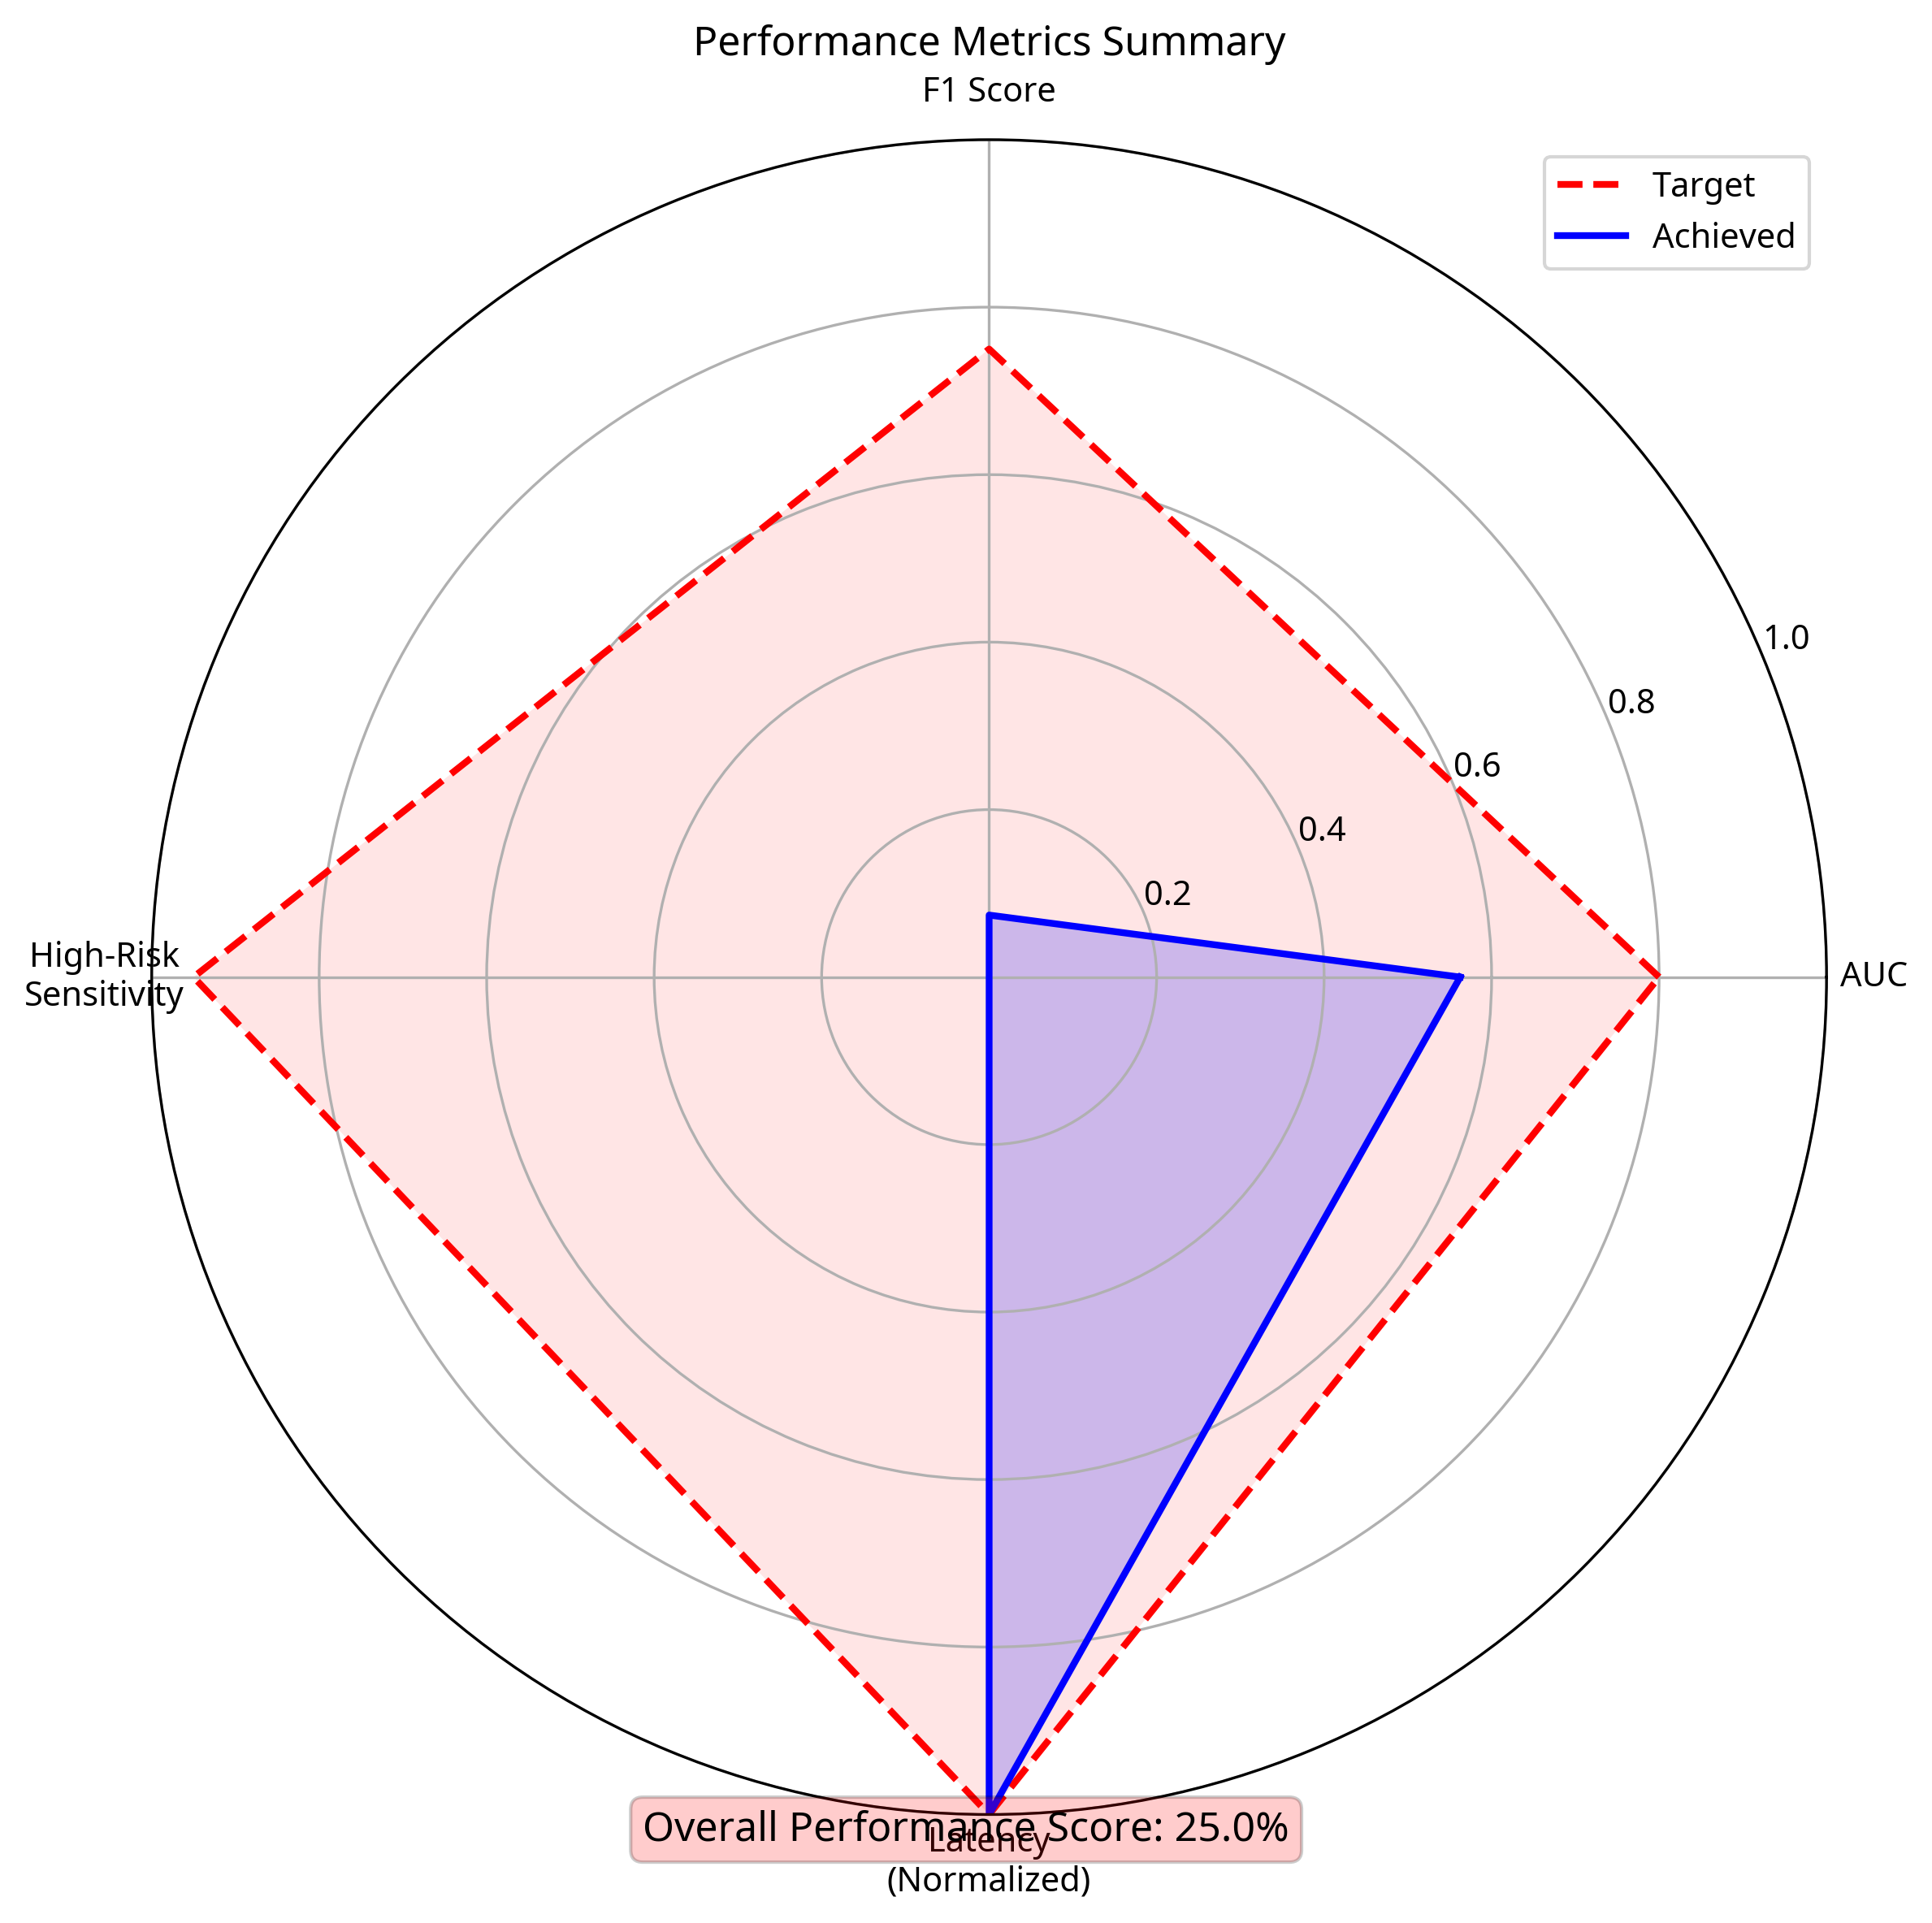 Performance Metrics Summary
F1 Score
Target
Achieved
1.0
0.8
0.6
0.4
0.2
High-Risk
Sensitivity
AUC
Overall Performance Score: 25.0%
Latency
(Normalized)